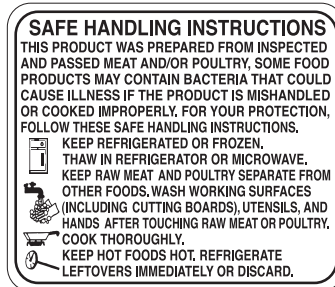 SAFE HANDLING INSTRUCTIONS
THIS PRODUCT WAS PREPARED FROM INSPECTED
AND PASSED MEAT AND/OR POULTRY, SOME FOOD
PRODUCTS MAY CONTAIN BACTERIA THAT COULD
CAUSE ILLNESS IF THE PRODUCT IS MISHANDLED
OR COOKED IMPROPERLY. FOR YOUR PROTECTION,
FOLLOW THESE SAFE HANDLING INSTRUCTIONS.
KEEP REFRIGERATED OR FROZEN.
THAW IN REFRIGERATOR OR MICROWAVE.
KEEP RAW MEAT AND POULTRY SEPARATE FROM
OTHER FOODS. WASH WORKING SURFACES
(INCLUDING CUTTING BOARDS), UTENSILS, AND
HANDS AFTER TOUCHING RAW MEAT OR POULTRY.
COOK THOROUGHLY.
KEEP HOT FOODS HOT. REFRIGERATE
LEFTOVERS IMMEDIATELY OR DISCARD.